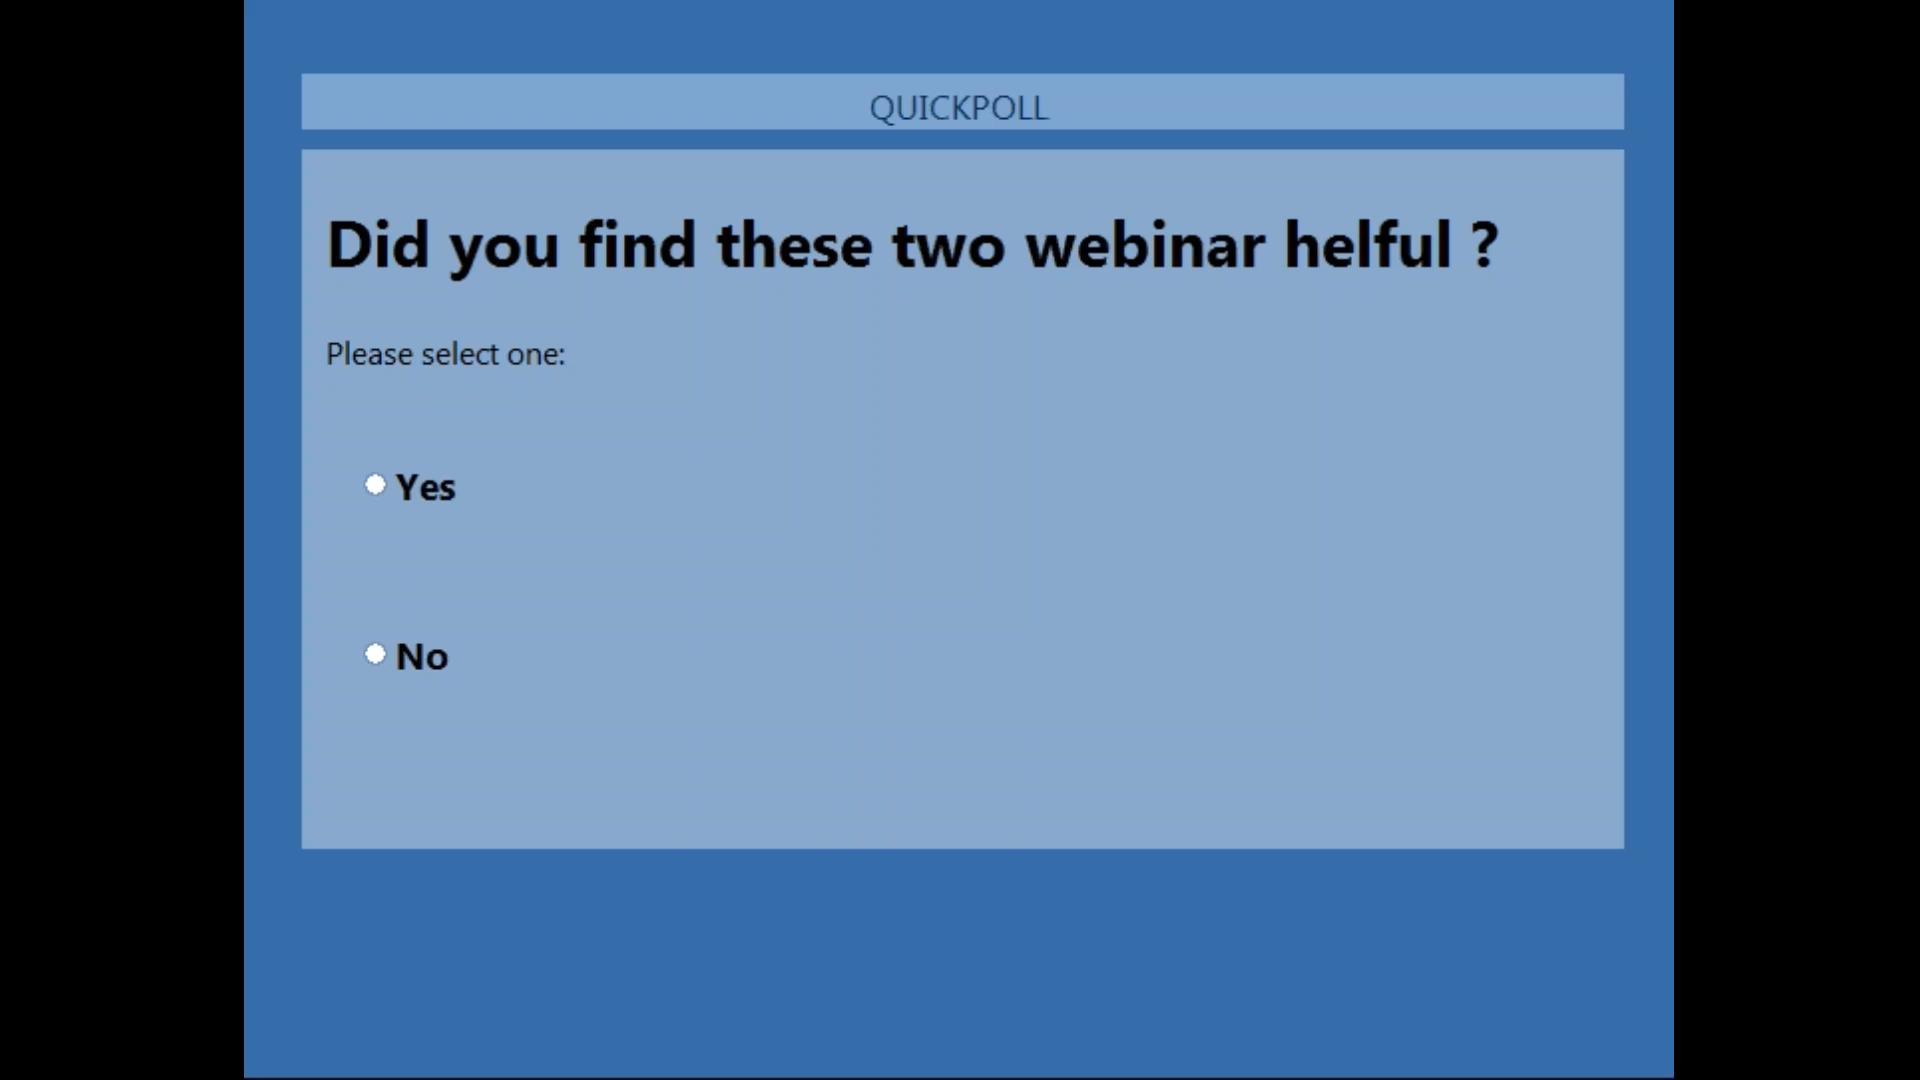 QUICKPOLL
Did you find these two webinar helful ?
Please select one:
Yes
No